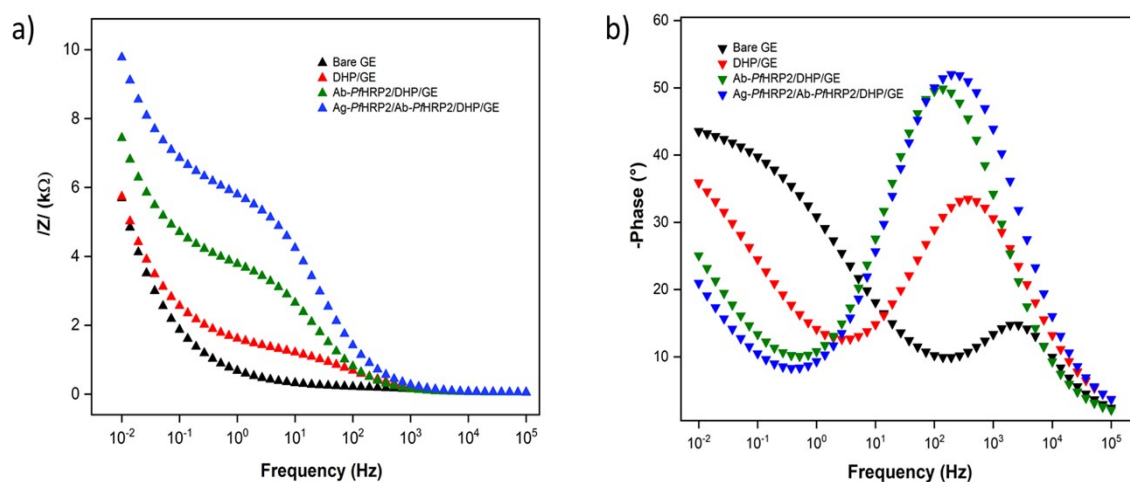 a)
/Z/ (kΩ)
10
8
6
4
2
0
Bare GE
DHP/GE
Ab-PfHRP2/DHP/GE
Ag-PfHRP2/Ab-PfHRP2/DHP/GE
10⁻² 10⁻¹ 10⁰ 10¹ 10² 10³ 10⁴ 10⁵
Frequency (Hz)
b)
-Phase (°)
60
50
40
30
20
10
Bare GE
DHP/GE
Ab-PfHRP2/DHP/GE
Ag-PfHRP2/Ab-PfHRP2/DHP/GE
10⁻² 10⁻¹ 10⁰ 10¹ 10² 10³ 10⁴ 10⁵
Frequency (Hz)